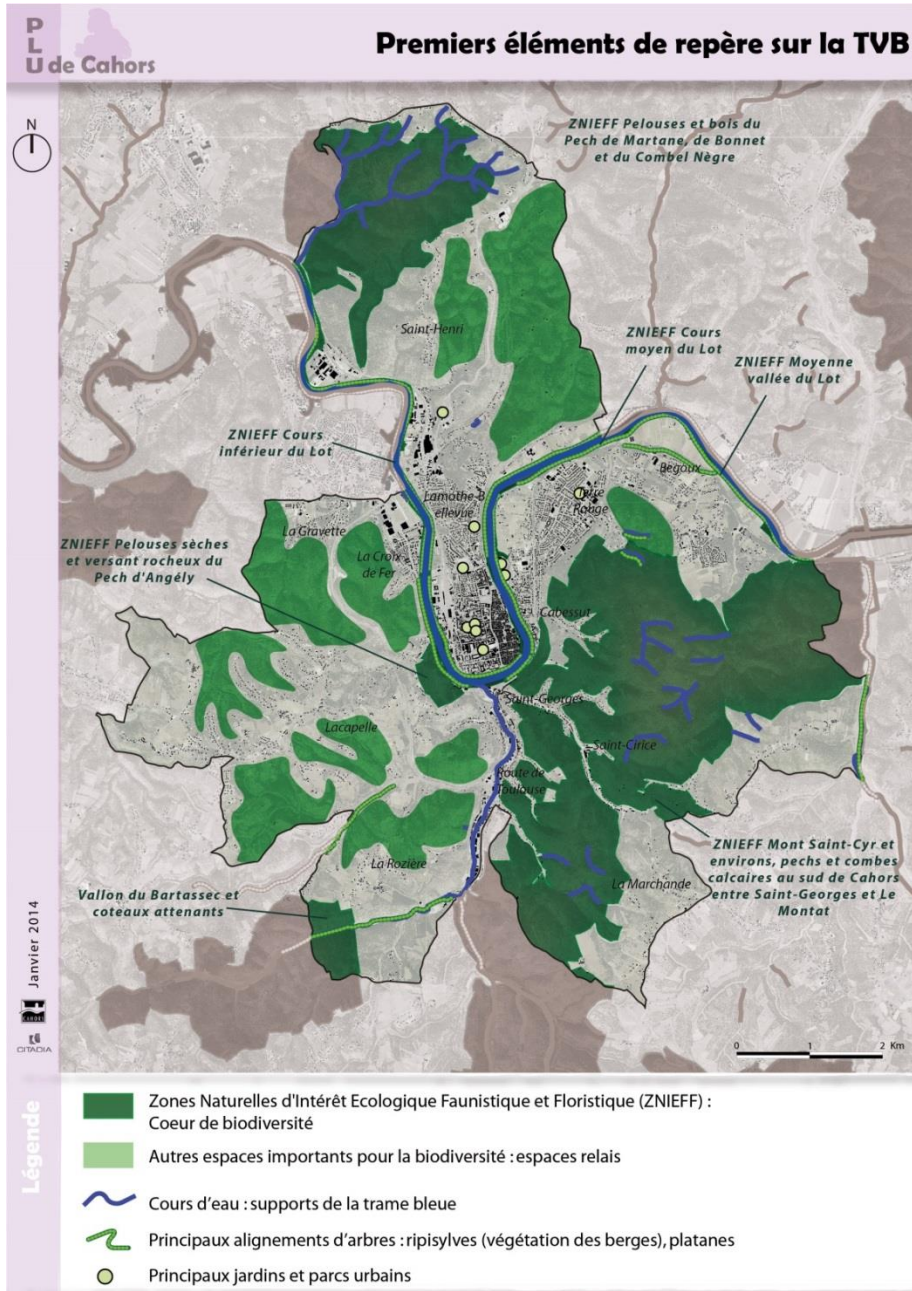 PLU de Cahors
Premiers éléments de repère sur la TVB
N
ZNIEFF Pelouses et bois du
Pech de Martane, de Bonnet
et du Combel Nègre
Saint-Henri
ZNIEFF Cours
moyen du Lot
ZNIEFF Moyenne
vallée du Lot
ZNIEFF Cours
inférieur du Lot
Bégoux
Lamothe-B
ellevue
Terre
Rouge
La Gravette
ZNIEFF Pelouses sèches
et versant rocheux du
Pech d'Angély
La Croix
de Fer
Cabessut
Saint-Georges
Lacapelle
Saint-Cirice
Route de
Toulouse
La Rozière
La Marchande
ZNIEFF Mont Saint-Cyr et
environs, pechs et combes
calcaires au sud de Cahors
entre Saint-Georges et Le
Montat
Vallon du Bartassec et
coteaux attenants
Janvier 2014
CAHORS
CITADIA
0 1 2 Km
Légende
Zones Naturelles d'Intérêt Ecologique Faunistique et Floristique (ZNIEFF) :
Coeur de biodiversité
Autres espaces importants pour la biodiversité : espaces relais
Cours d'eau : supports de la trame bleue
Principaux alignements d'arbres : ripisylves (végétation des berges), platanes
Principaux jardins et parcs urbains